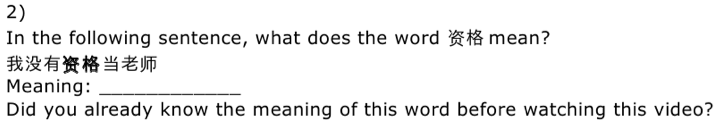 2)
In the following sentence, what does the word 资格 mean?
我没有资格当老师
Meaning: _____________
Did you already know the meaning of this word before watching this video?